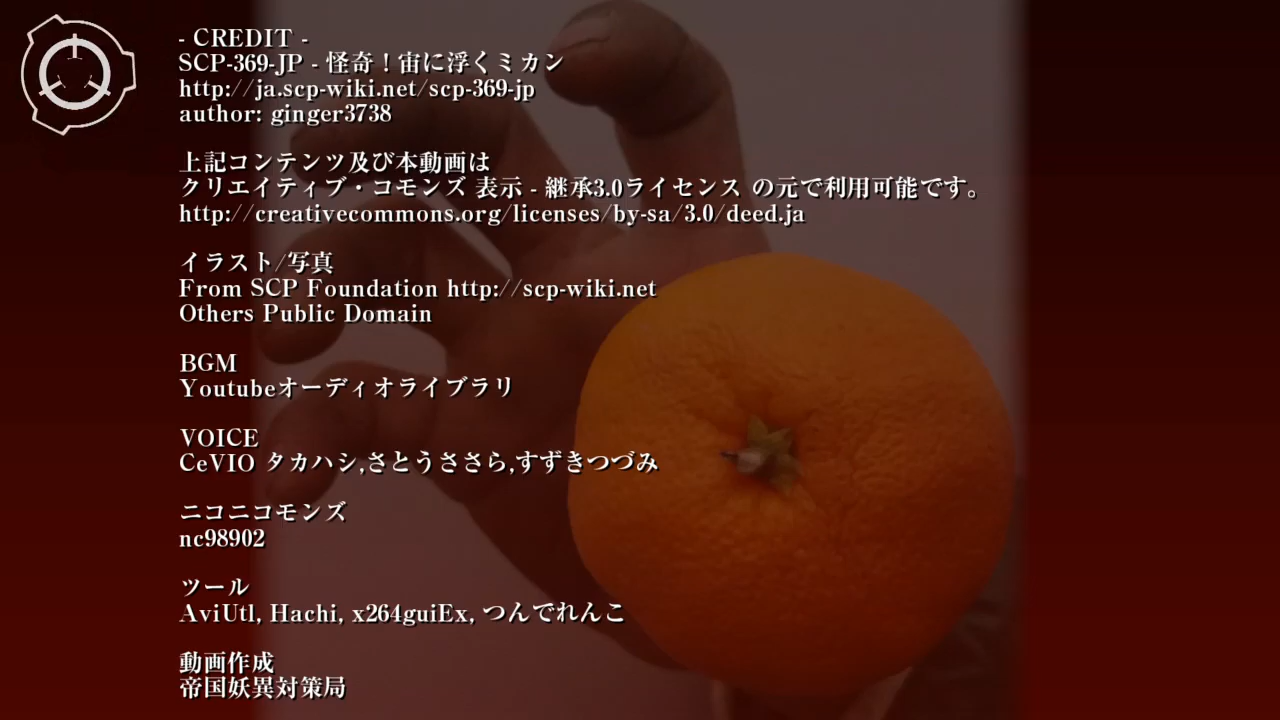 - CREDIT -
SCP-369-JP - 怪奇！宙に浮くミカン
http://ja.scp-wiki.net/scp-369-jp
author: ginger3738
上記コンテンツ及び本動画は
クリエイティブ・コモンズ 表示 - 継承3.0ライセンス の元で利用可能です。
http://creativecommons.org/licenses/by-sa/3.0/deed.ja
イラスト/写真
From SCP Foundation http://scp-wiki.net
Others Public Domain
BGM
Youtubeオーディオライブラリ
VOICE
CeVIO タカハシ,さとうささら,すずきつづみ
ニコニコモンズ
nc98902
ツール
AviUtl, Hachi, x264guiEx, つんでれんこ
動画作成
帝国妖異対策局